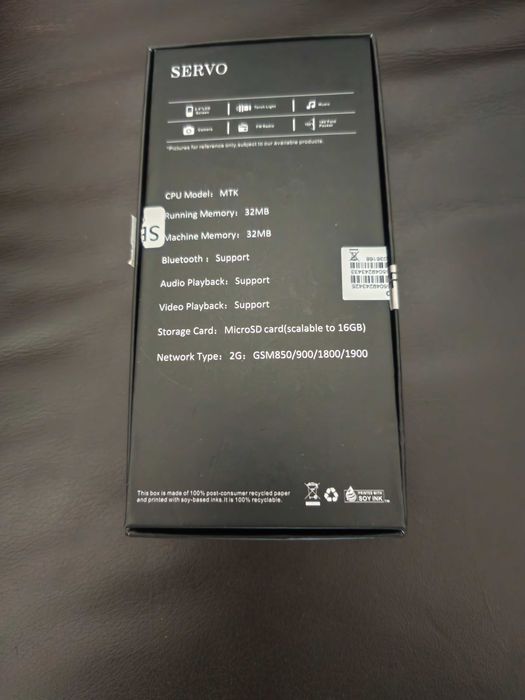 SERVO
Torch Light
Music
Camera
FM Radio
*Pictures for reference only,subject to our available products.
CPU Model: MTK
Running Memory: 32MB
Machine Memory: 32MB
Bluetooth : Support
Audio Playback: Support
Video Playback: Support
Storage Card: MicroSD card(scalable to 16GB)
Network Type: 2G: GSM850/900/1800/1900
This box is made of 100% post-consumer recycled paper
and printed with soy-based inks.It is 100% recyclable.
PRINTED WITH
SOY INK™